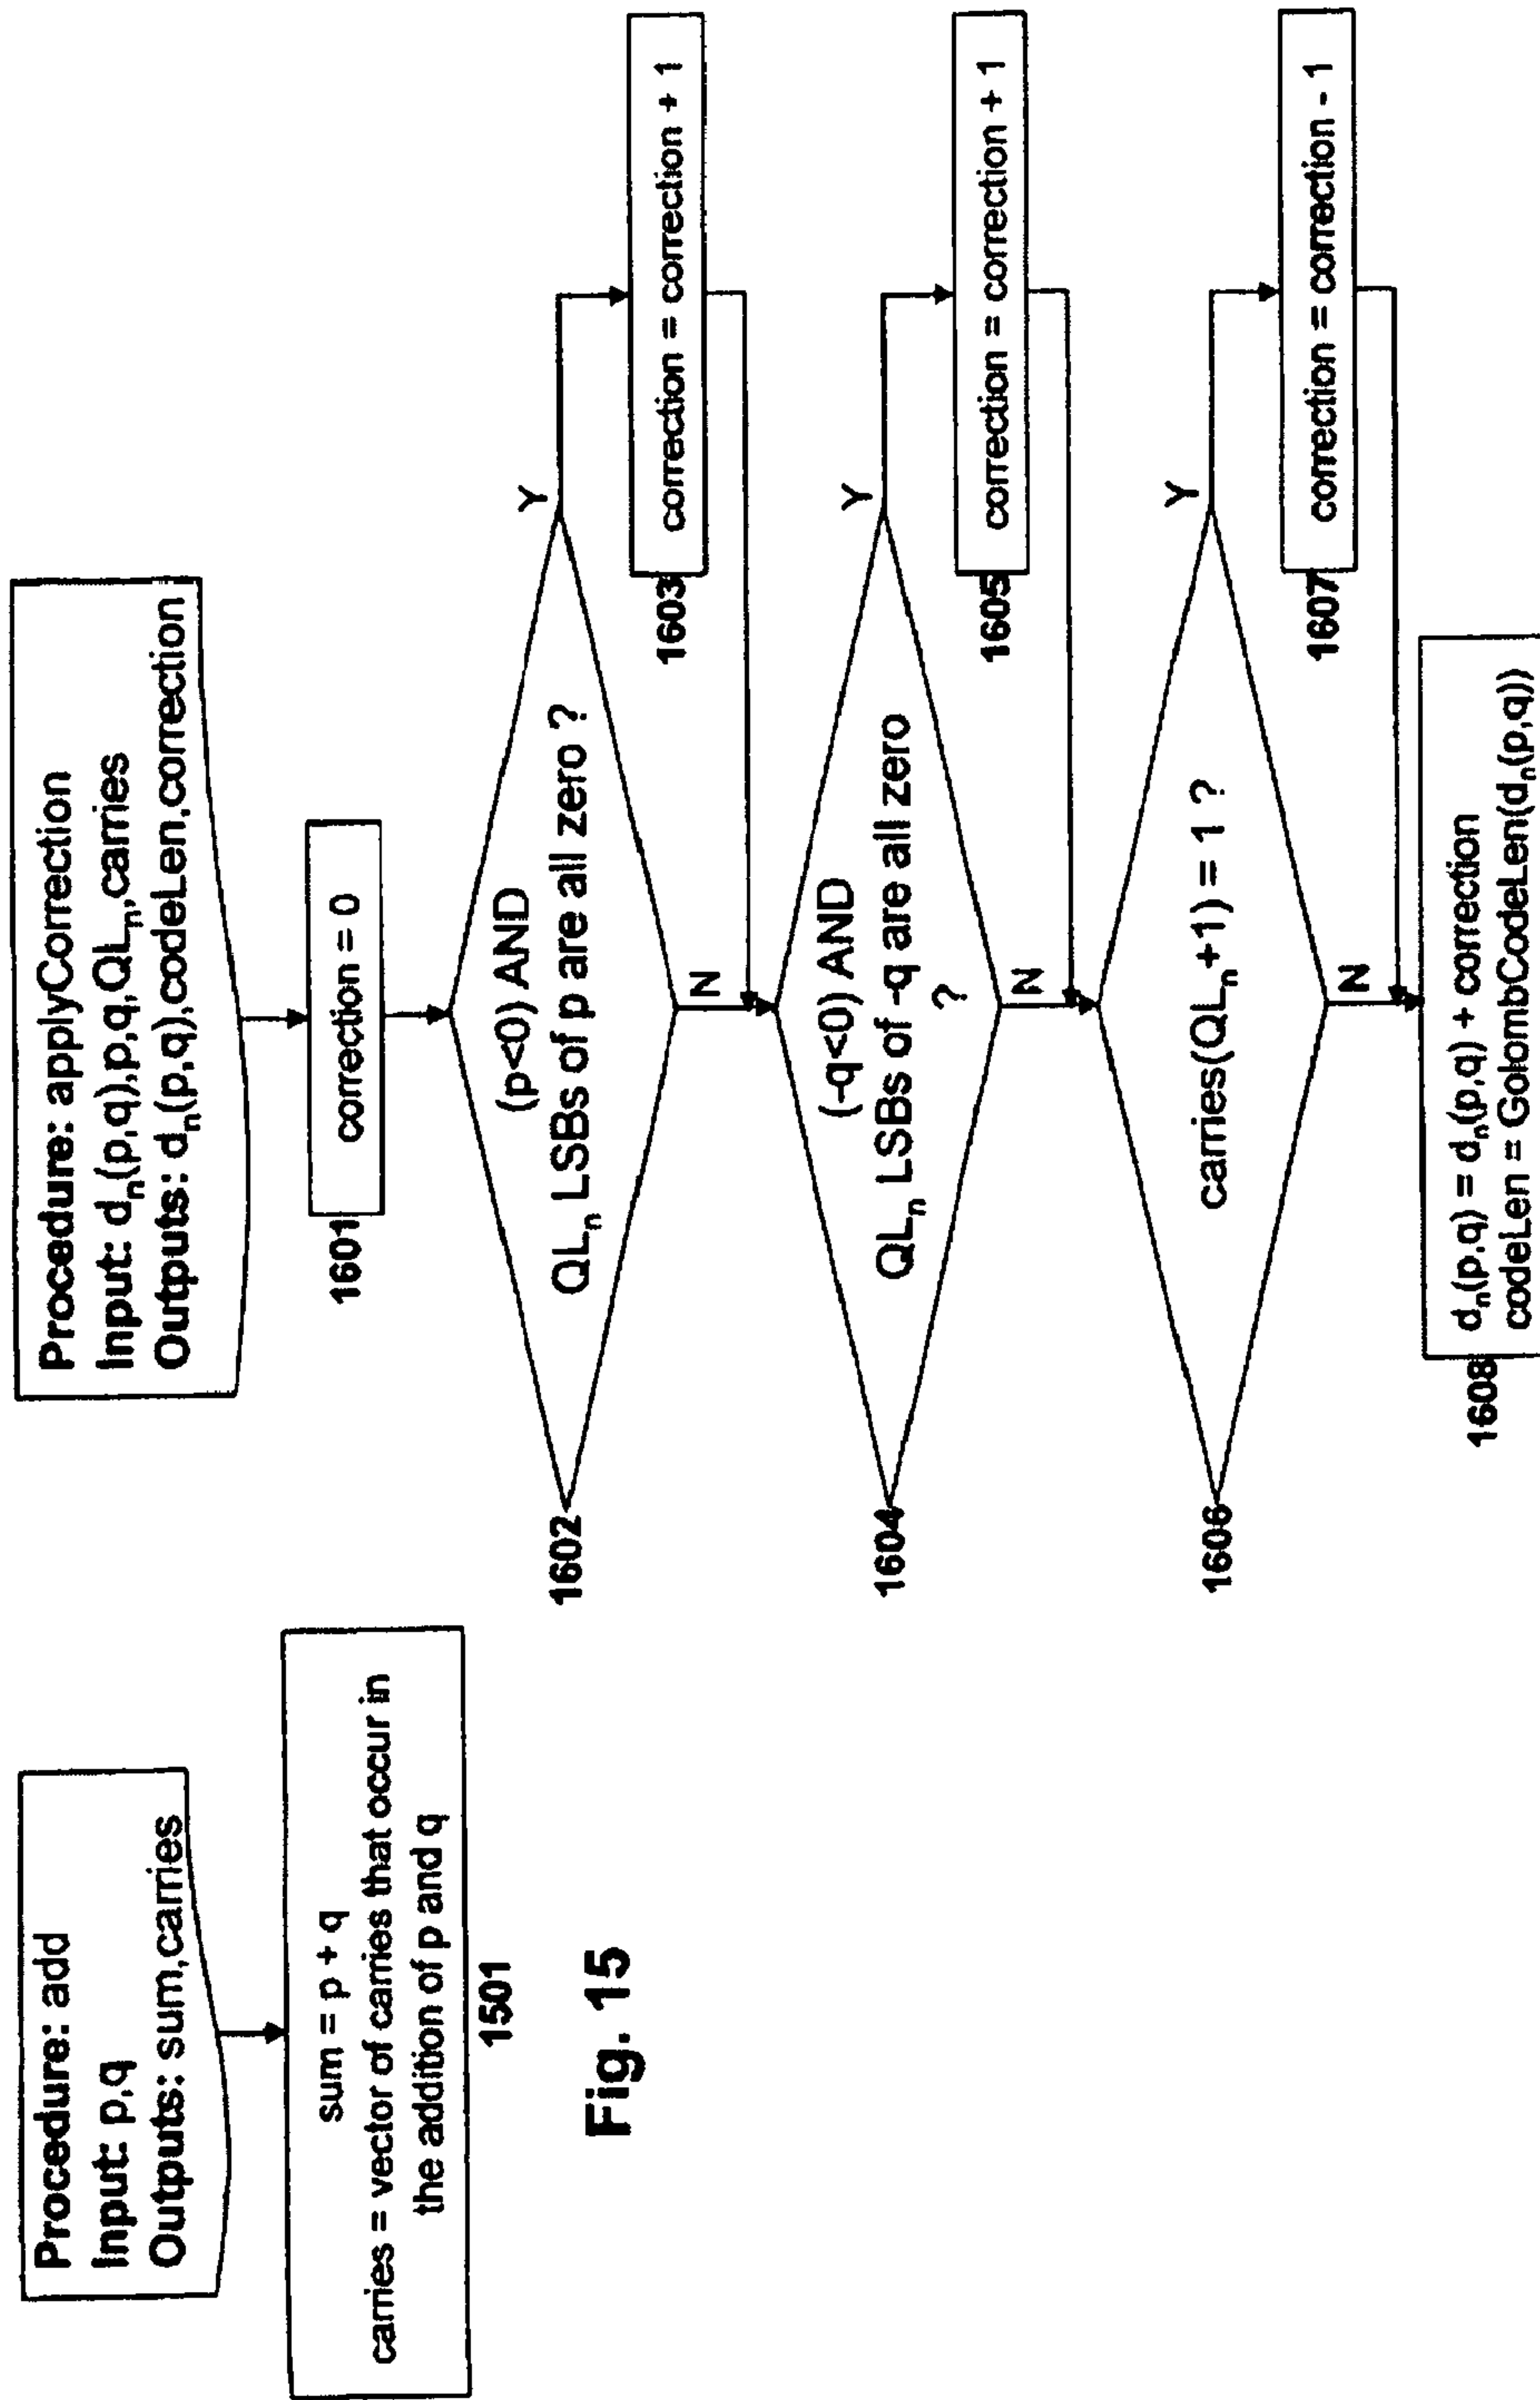 Procedure: add
Input: p,q
Outputs: sum,carries
sum = p + q
carries = vector of carries that occur in
the addition of p and q
1501
Fig. 15
Procedure: applyCorrection
Input: dₙ(p,q),p,q,QLₙ,carries
Outputs: dₙ(p,q),codeLen,correction
1601
correction = 0
1602
(p<0) AND
QLₙ LSBs of p are all zero ?
Y
N
1603
correction = correction + 1
1604
(-q<0) AND
QLₙ LSBs of -q are all zero
?
Y
N
1605
correction = correction + 1
1606
carries(QLₙ+1) = 1 ?
Y
N
1607
correction = correction - 1
1608
dₙ(p,q) = dₙ(p,q) + correction
codeLen = GolombCodeLen(dₙ(p,q))